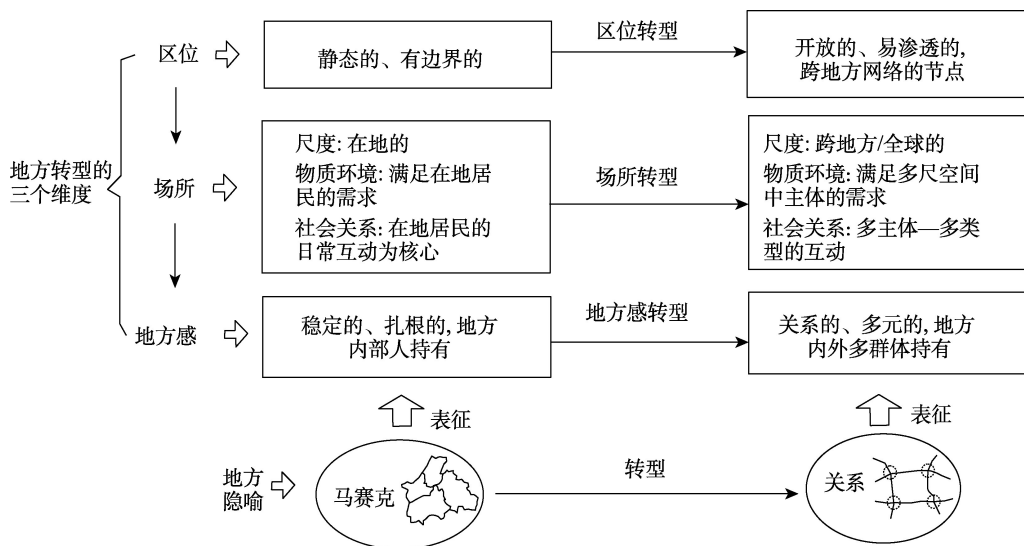 区位
静态的、有边界的
区位转型
开放的、易渗透的,
跨地方网络的节点
地方转型的
三个维度
场所
尺度: 在地的
物质环境: 满足在地居
民的需求
社会关系: 在地居民的
日常互动为核心
场所转型
尺度: 跨地方/全球的
物质环境: 满足多尺空间
中主体的需求
社会关系: 多主体—多类
型的互动
地方感
稳定的、扎根的, 地方
内部人持有
地方感转型
关系的、多元的, 地方
内外多群体持有
表征
表征
地方
隐喻
马赛克
转型
关系